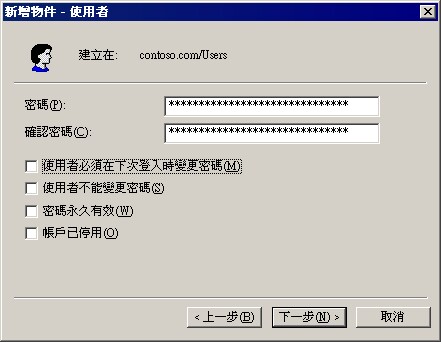 新增物件 - 使用者
建立在: contoso.com/Users
密碼(P): ******************************
確認密碼(C): ******************************
使用者必須在下次登入時變更密碼(M)
使用者不能變更密碼(S)
密碼永久有效(W)
帳戶已停用(O)
< 上一步(B) 下一步(N) > 取消